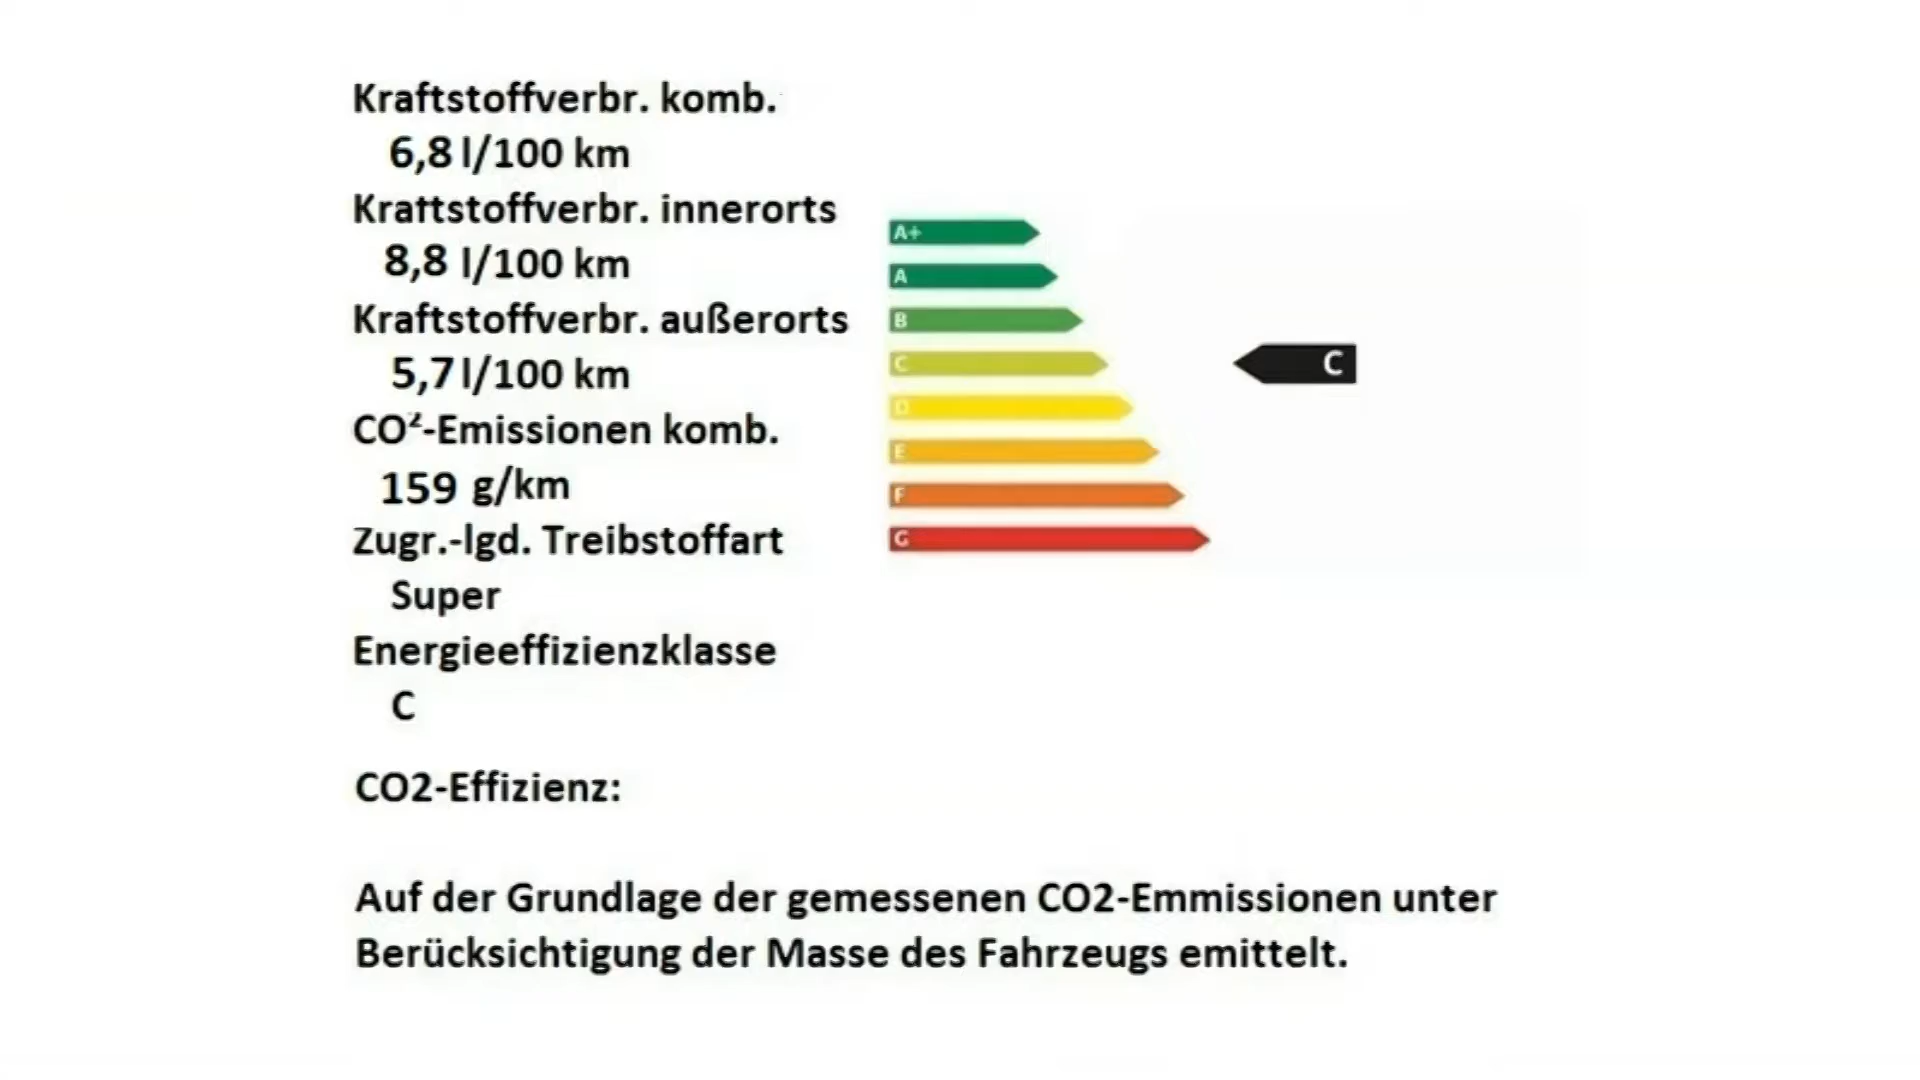 Kraftstoffverbr. komb.
6,8 l/100 km
Kraftstoffverbr. innerorts
8,8 l/100 km
Kraftstoffverbr. außerorts
5,7 l/100 km
CO²-Emissionen komb.
159 g/km
Zugr.-lgd. Treibstoffart
Super
Energieeffizienzklasse
C
A+
A
B
C
C
D
E
F
G
CO2-Effizienz:
Auf der Grundlage der gemessenen CO2-Emmissionen unter
Berücksichtigung der Masse des Fahrzeugs emittelt.